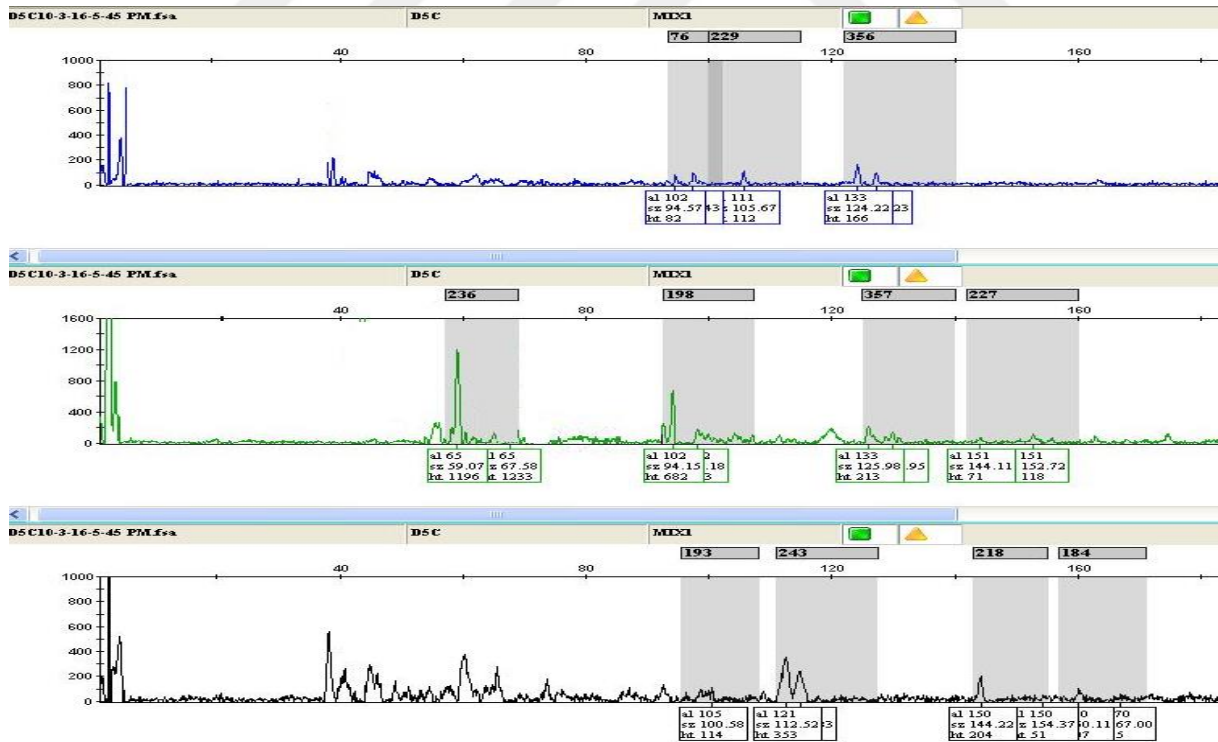 D5C10-3-16-5-45 PM.fsa D5C MIX1
76 229 356
40 80 120 160
1000
800
600
400
200
0
al 102 43 111 al 133
sz 94.57 105.67 sz 124.22 23
ht 82 112 ht 166
D5C10-3-16-5-45 PM.fsa D5C MIX1
236 198 357 227
40 80 120 160
1600
1200
800
400
0
al 65 l 65 al 102 2 al 133 al 151 151
sz 59.07 z 67.58 sz 94.15 .18 sz 125.98 .95 sz 144.11 152.72
ht 1196 t 1233 ht 682 3 ht 213 ht 71 118
D5C10-3-16-5-45 PM.fsa D5C MIX1
193 243 218 184
40 80 120 160
1000
800
600
400
200
0
al 105 al 121 al 150 l 150 0 70
sz 100.58 sz 112.52 3 sz 144.22 z 154.37 0.11 67.00
ht 114 ht 353 ht 204 t 51 7 5